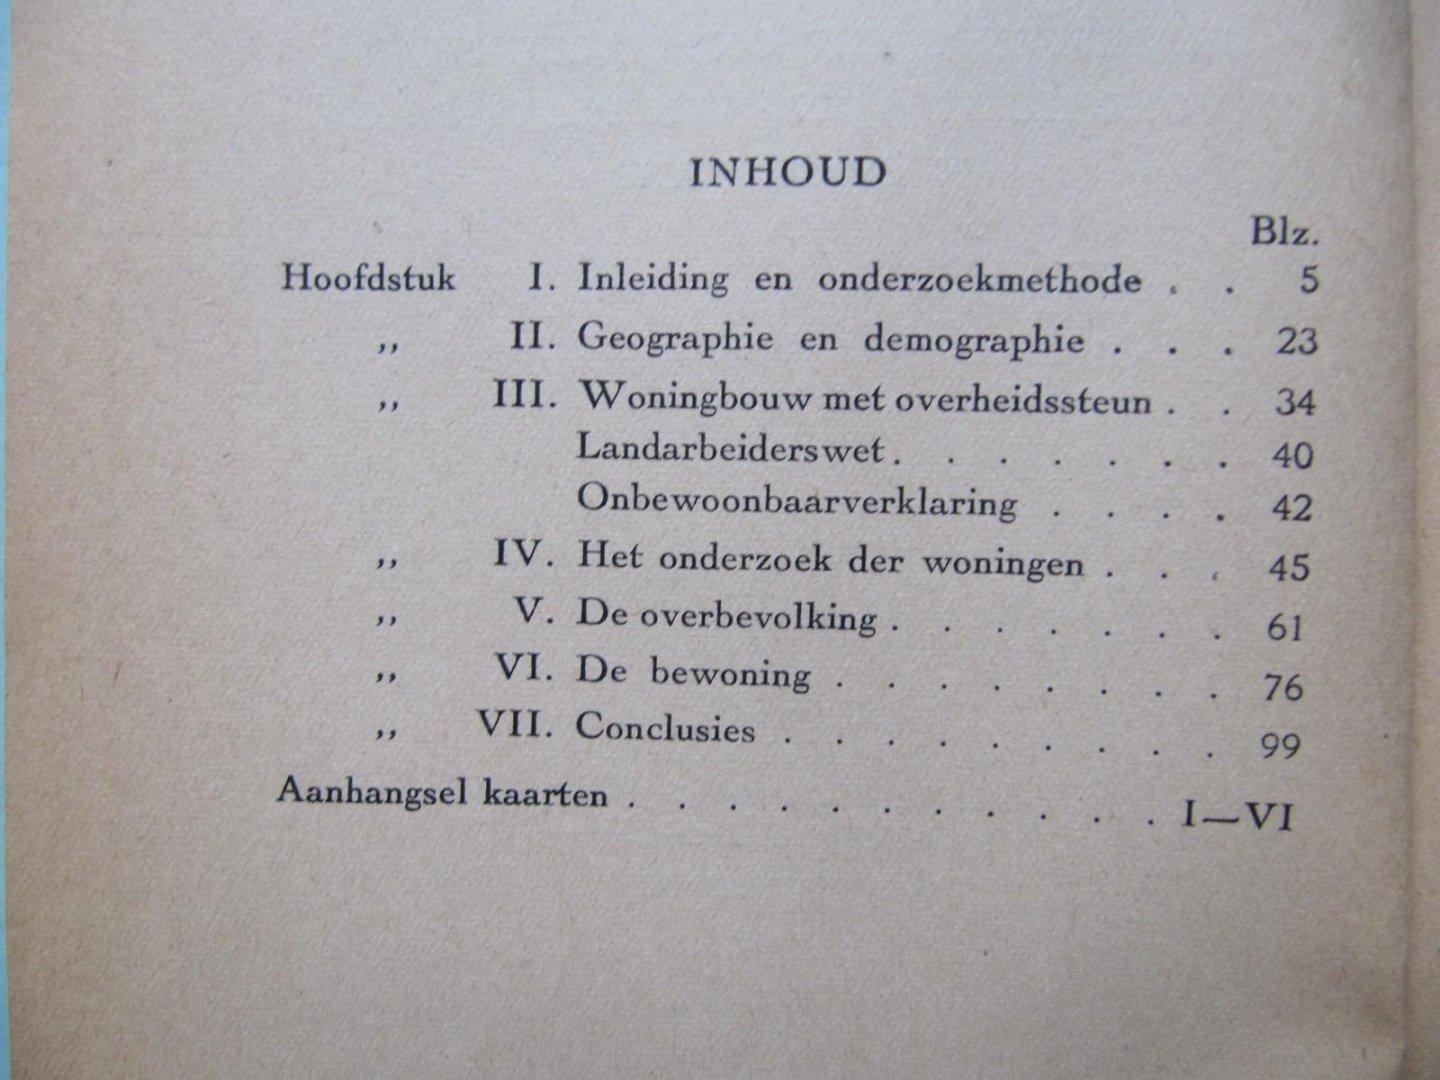 INHOUD
Blz.
Hoofdstuk I. Inleiding en onderzoekmethode . . 5
„ II. Geographie en demographie . . . 23
„ III. Woningbouw met overheidssteun . . 34
Landarbeiderswet . . . . . . . 40
Onbewoonbaarverklaring . . . . 42
„ IV. Het onderzoek der woningen . . . 45
„ V. De overbevolking . . . . . . . 61
„ VI. De bewoning . . . . . . . . 76
„ VII. Conclusies . . . . . . . . . 99
Aanhangsel kaarten . . . . . . . . . . . I—VI